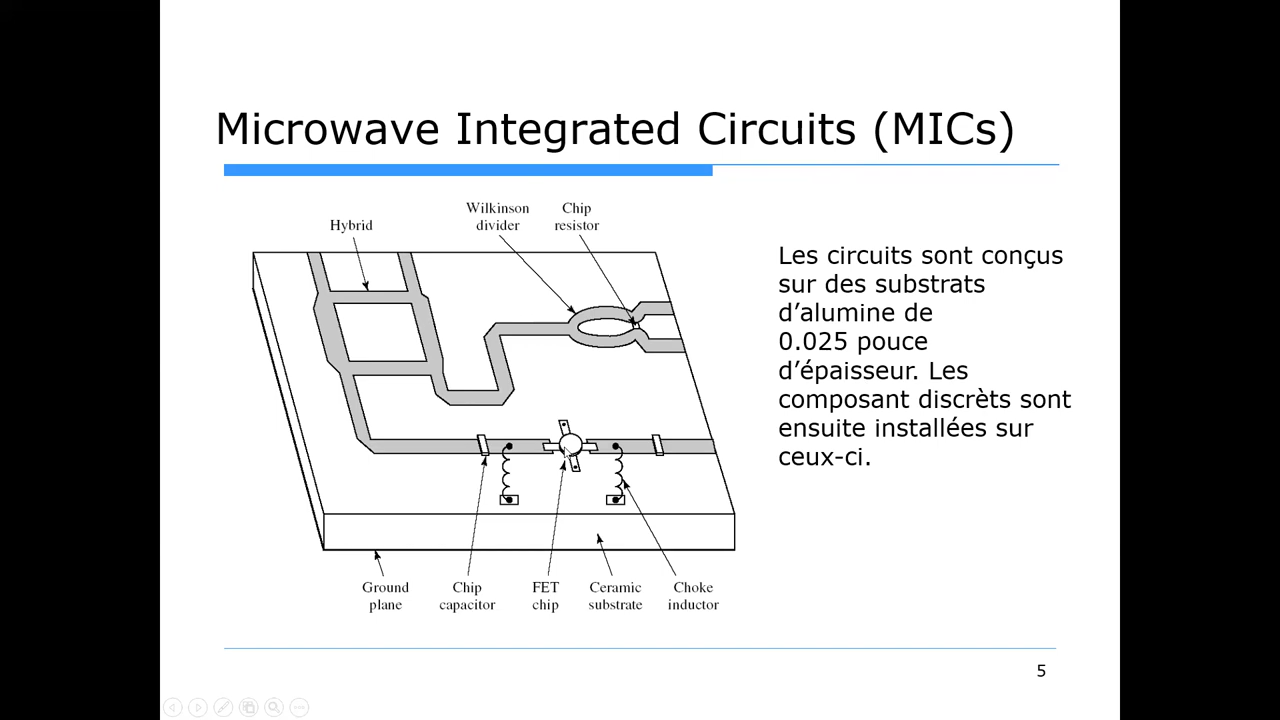 Microwave Integrated Circuits (MICs)
Wilkinson
divider
Chip
resistor
Hybrid
Les circuits sont conçus
sur des substrats
d’alumine de
0.025 pouce
d’épaisseur. Les
composant discrèts sont
ensuite installées sur
ceux-ci.
Ground
plane
Chip
capacitor
FET
chip
Ceramic
substrate
Choke
inductor
5